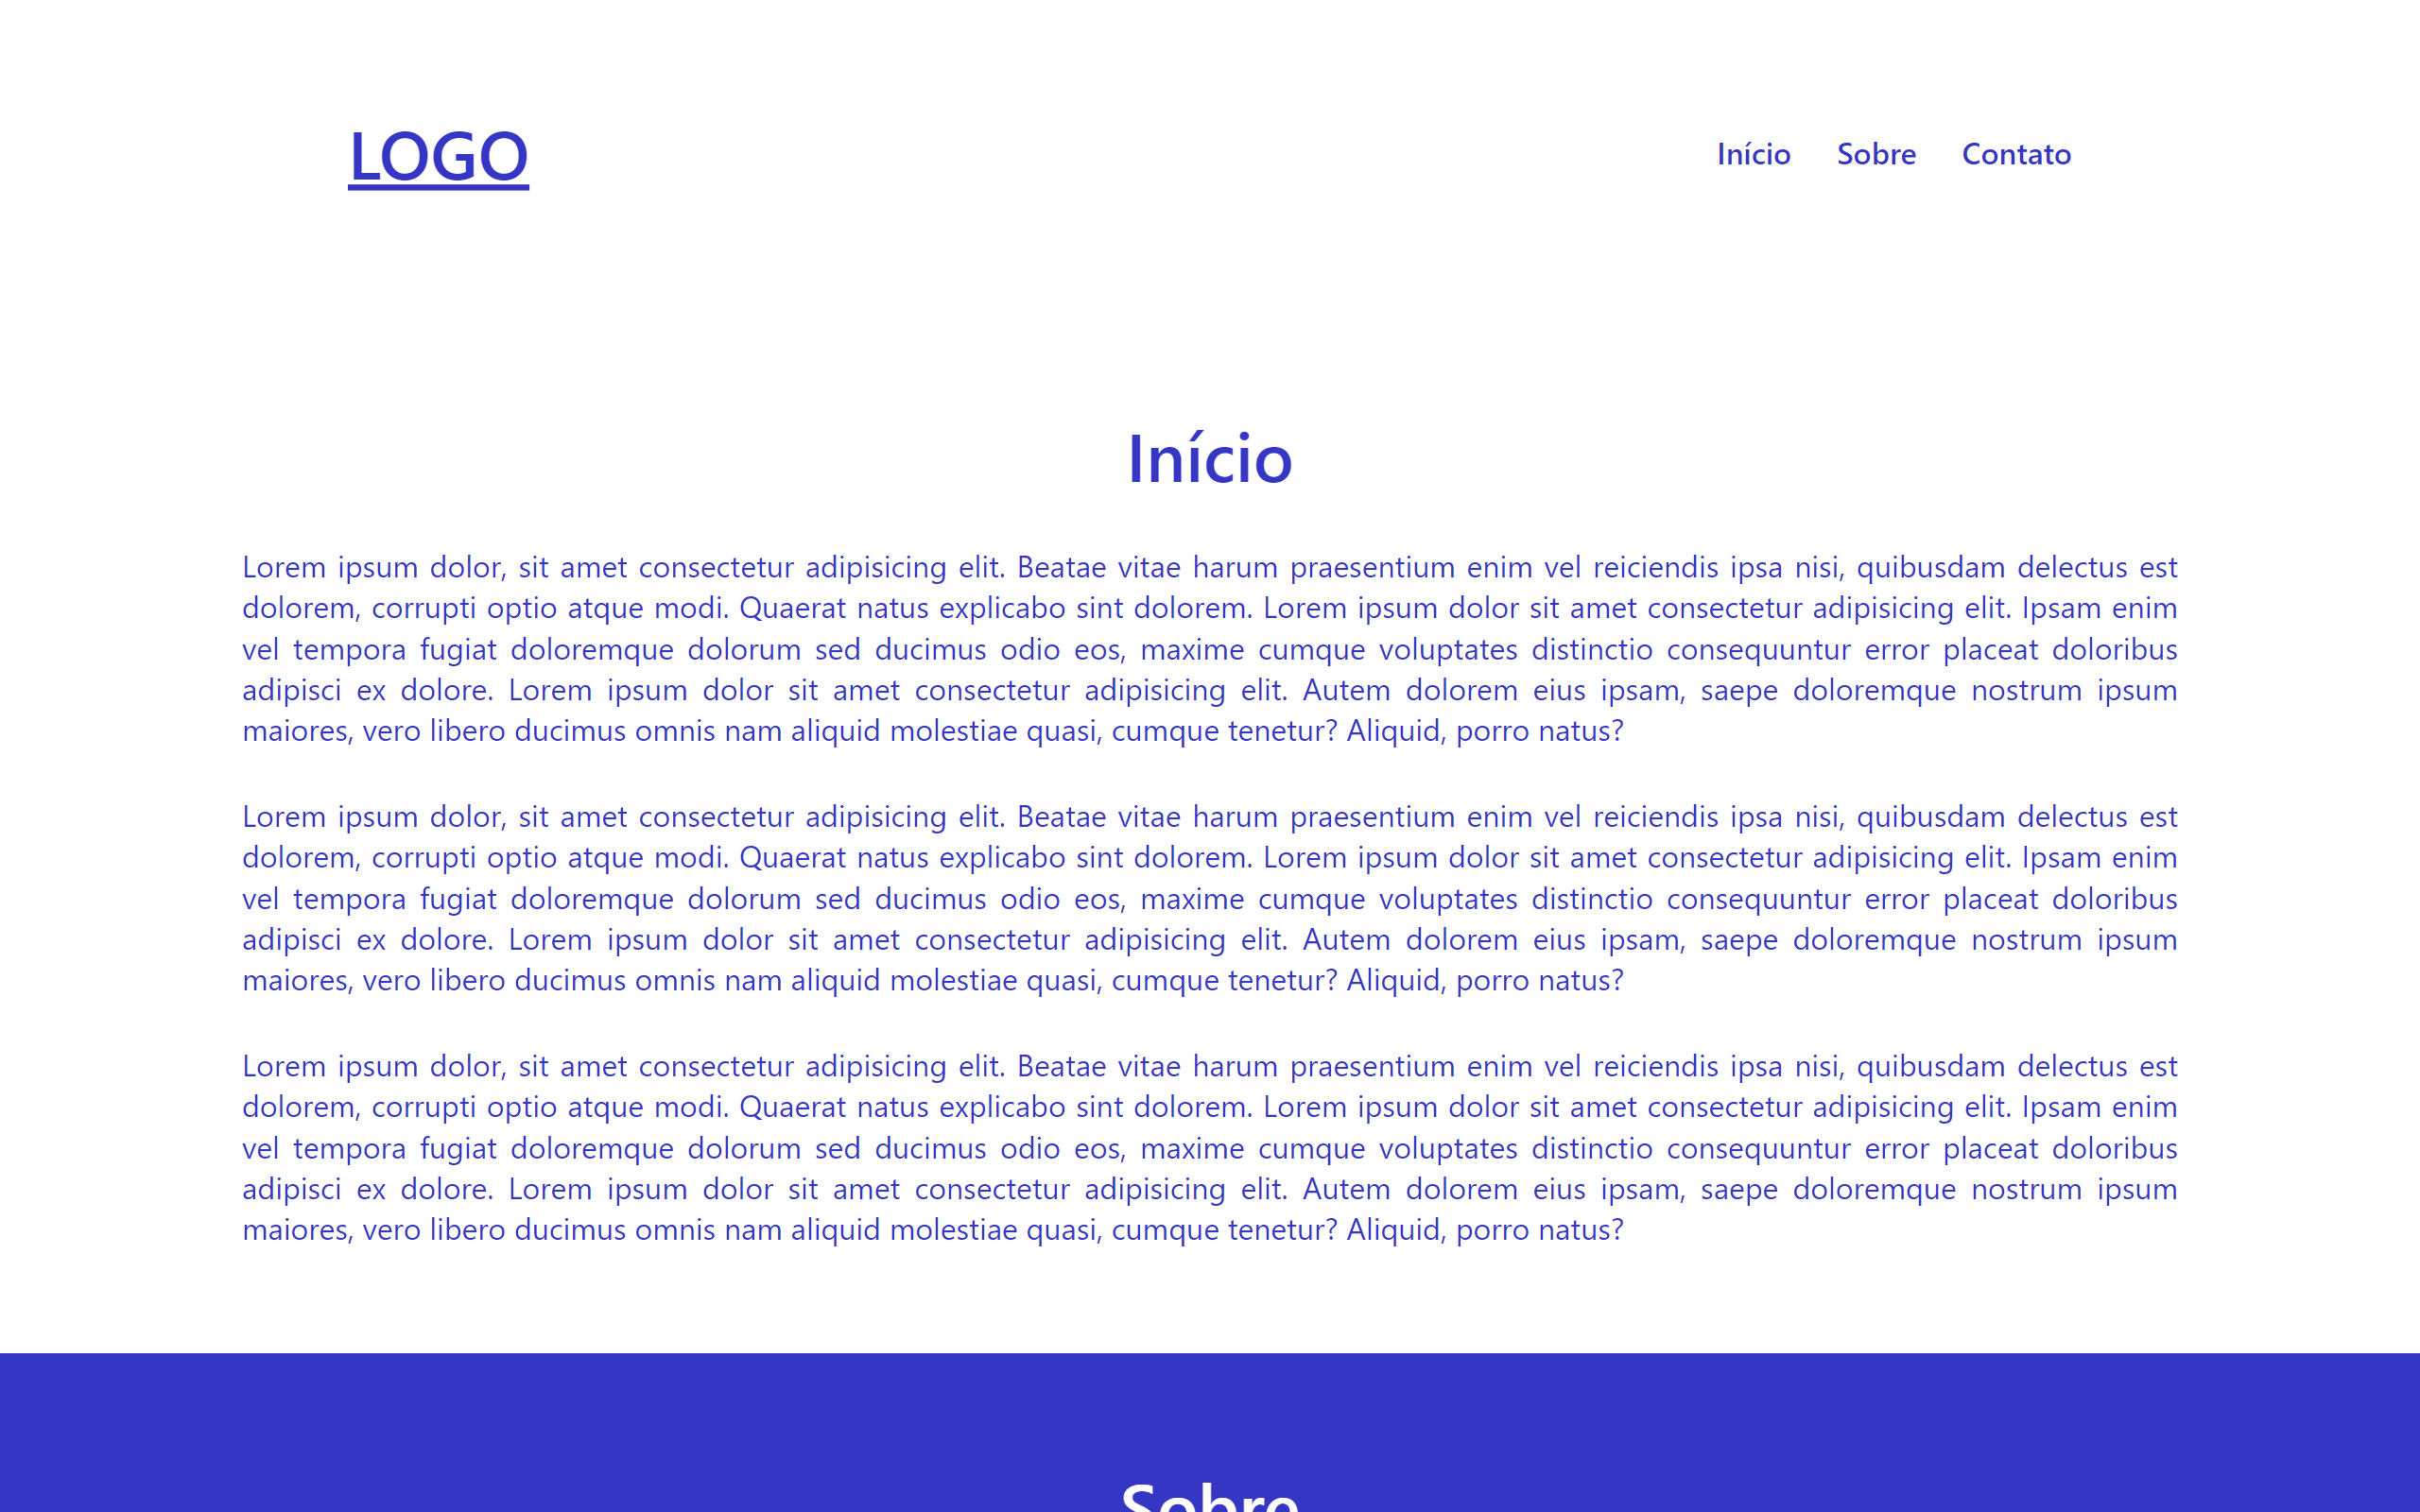 LOGO
Início Sobre Contato
Início
Lorem ipsum dolor, sit amet consectetur adipisicing elit. Beatae vitae harum praesentium enim vel reiciendis ipsa nisi, quibusdam delectus est
dolorem, corrupti optio atque modi. Quaerat natus explicabo sint dolorem. Lorem ipsum dolor sit amet consectetur adipisicing elit. Ipsam enim
vel tempora fugiat doloremque dolorum sed ducimus odio eos, maxime cumque voluptates distinctio consequuntur error placeat doloribus
adipisci ex dolore. Lorem ipsum dolor sit amet consectetur adipisicing elit. Autem dolorem eius ipsam, saepe doloremque nostrum ipsum
maiores, vero libero ducimus omnis nam aliquid molestiae quasi, cumque tenetur? Aliquid, porro natus?
Lorem ipsum dolor, sit amet consectetur adipisicing elit. Beatae vitae harum praesentium enim vel reiciendis ipsa nisi, quibusdam delectus est
dolorem, corrupti optio atque modi. Quaerat natus explicabo sint dolorem. Lorem ipsum dolor sit amet consectetur adipisicing elit. Ipsam enim
vel tempora fugiat doloremque dolorum sed ducimus odio eos, maxime cumque voluptates distinctio consequuntur error placeat doloribus
adipisci ex dolore. Lorem ipsum dolor sit amet consectetur adipisicing elit. Autem dolorem eius ipsam, saepe doloremque nostrum ipsum
maiores, vero libero ducimus omnis nam aliquid molestiae quasi, cumque tenetur? Aliquid, porro natus?
Lorem ipsum dolor, sit amet consectetur adipisicing elit. Beatae vitae harum praesentium enim vel reiciendis ipsa nisi, quibusdam delectus est
dolorem, corrupti optio atque modi. Quaerat natus explicabo sint dolorem. Lorem ipsum dolor sit amet consectetur adipisicing elit. Ipsam enim
vel tempora fugiat doloremque dolorum sed ducimus odio eos, maxime cumque voluptates distinctio consequuntur error placeat doloribus
adipisci ex dolore. Lorem ipsum dolor sit amet consectetur adipisicing elit. Autem dolorem eius ipsam, saepe doloremque nostrum ipsum
maiores, vero libero ducimus omnis nam aliquid molestiae quasi, cumque tenetur? Aliquid, porro natus?
Sobre